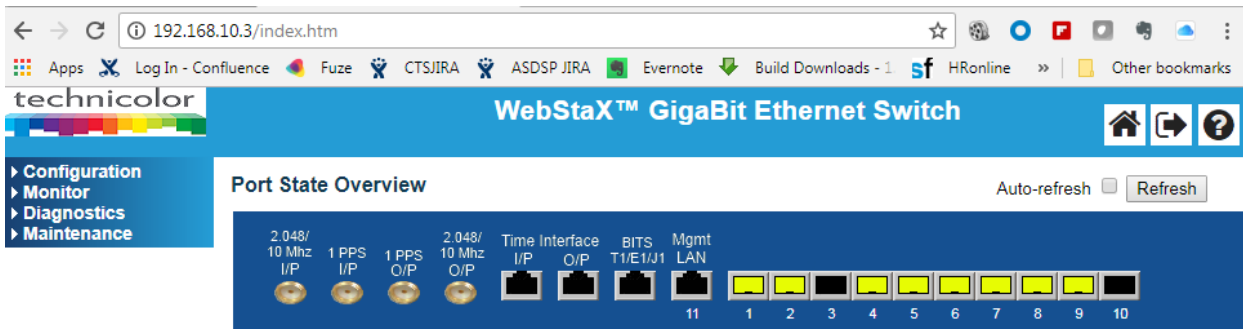 192.168.10.3/index.htm
Apps Log In - Confluence Fuze CTSJIRA ASDSP JIRA Evernote Build Downloads - 1 HRonline » Other bookmarks
technicolor
WebStaX™ GigaBit Ethernet Switch
Configuration
Monitor
Diagnostics
Maintenance
Port State Overview
Auto-refresh Refresh
2.048/
10 Mhz
I/P
1 PPS
I/P
1 PPS
O/P
2.048/
10 Mhz
O/P
Time Interface
I/P O/P
BITS
T1/E1/J1
Mgmt
LAN
11 1 2 3 4 5 6 7 8 9 10